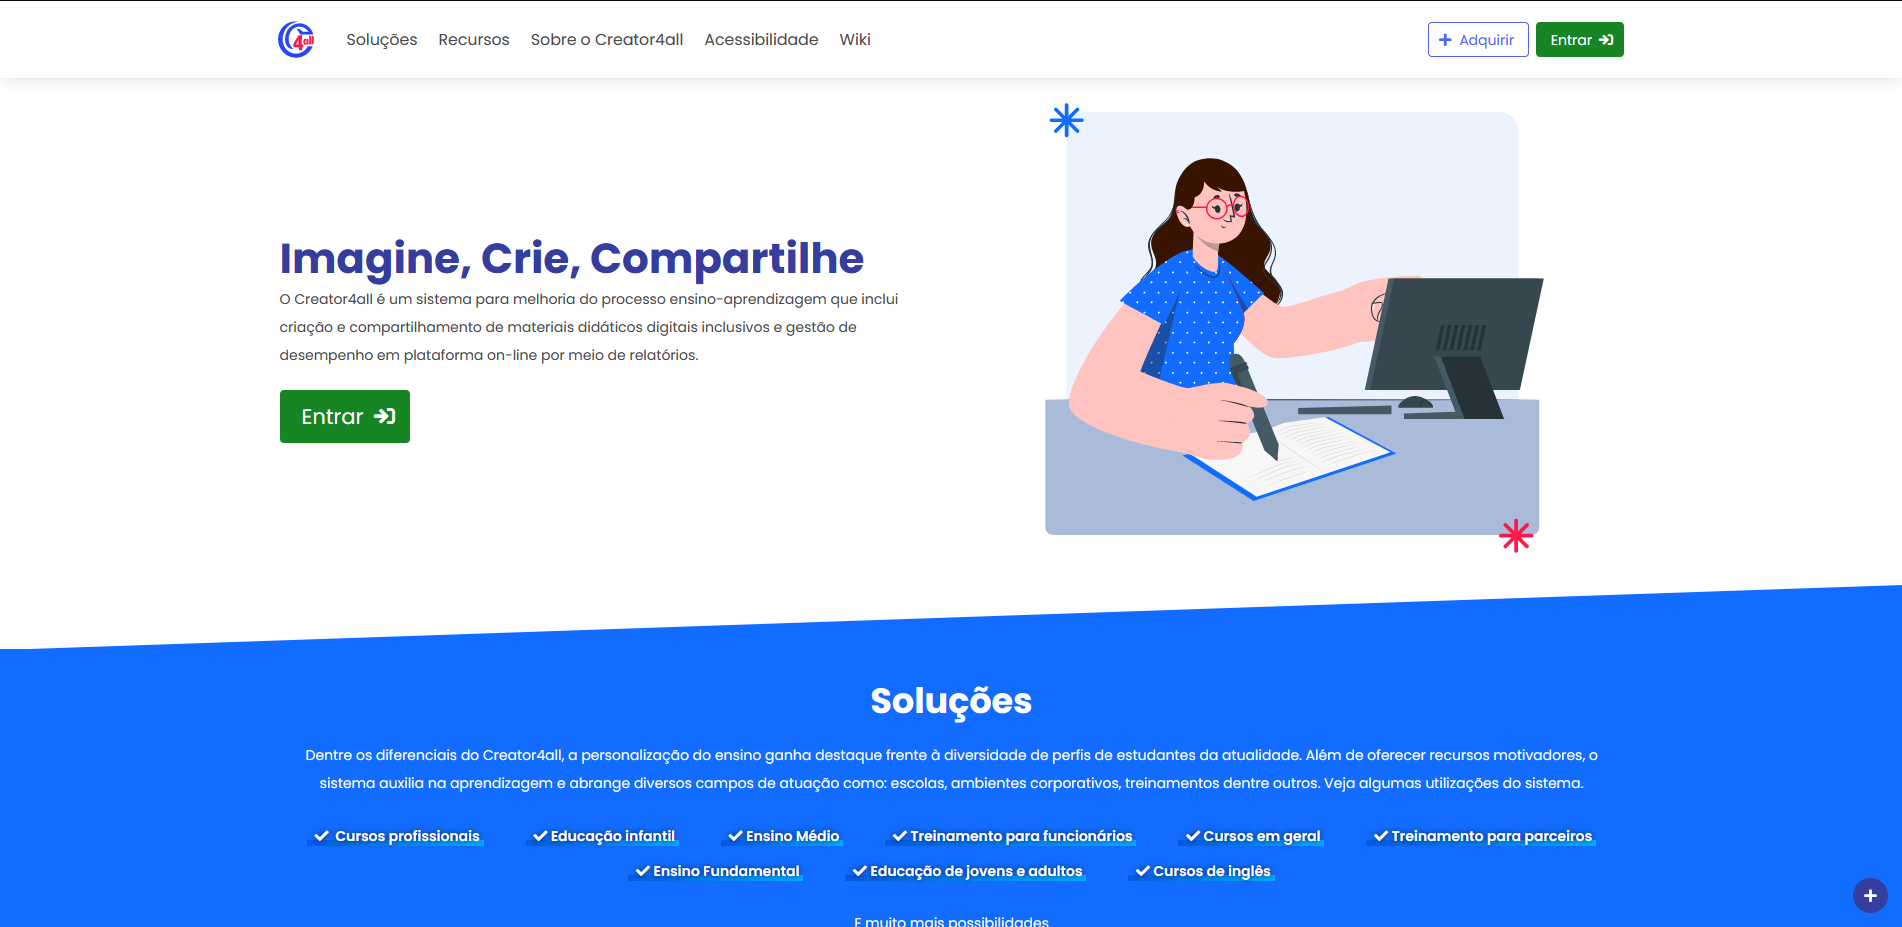 4all
Soluções
Recursos
Sobre o Creator4all
Acessibilidade
Wiki
Adquirir
Entrar
Imagine, Crie, Compartilhe
O Creator4all é um sistema para melhoria do processo ensino-aprendizagem que inclui
criação e compartilhamento de materiais didáticos digitais inclusivos e gestão de
desempenho em plataforma on-line por meio de relatórios.
Entrar
Soluções
Dentre os diferenciais do Creator4all, a personalização do ensino ganha destaque frente à diversidade de perfis de estudantes da atualidade. Além de oferecer recursos motivadores, o
sistema auxilia na aprendizagem e abrange diversos campos de atuação como: escolas, ambientes corporativos, treinamentos dentre outros. Veja algumas utilizações do sistema.
Cursos profissionais
Educação infantil
Ensino Médio
Treinamento para funcionários
Cursos em geral
Treinamento para parceiros
Ensino Fundamental
Educação de jovens e adultos
Cursos de inglês
E muito mais possibilidades